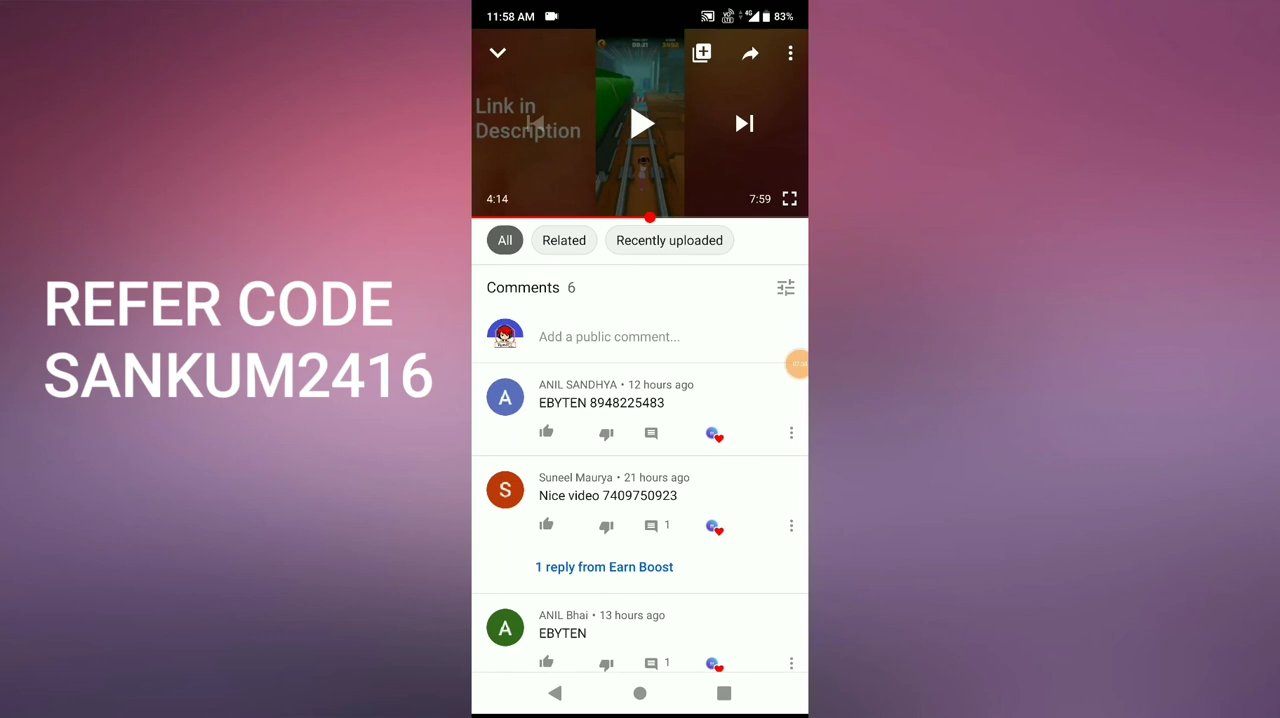 11:58 AM
4G
83%
Link in
Description
4:14
7:59
All
Related
Recently uploaded
Comments 6
Add a public comment...
REFER CODE
SANKUM2416
ANIL SANDHYA • 12 hours ago
A
EBYTEN 8948225483
Suneel Maurya • 21 hours ago
S
Nice video 7409750923
1
1 reply from Earn Boost
ANIL Bhai • 13 hours ago
A
EBYTEN
1